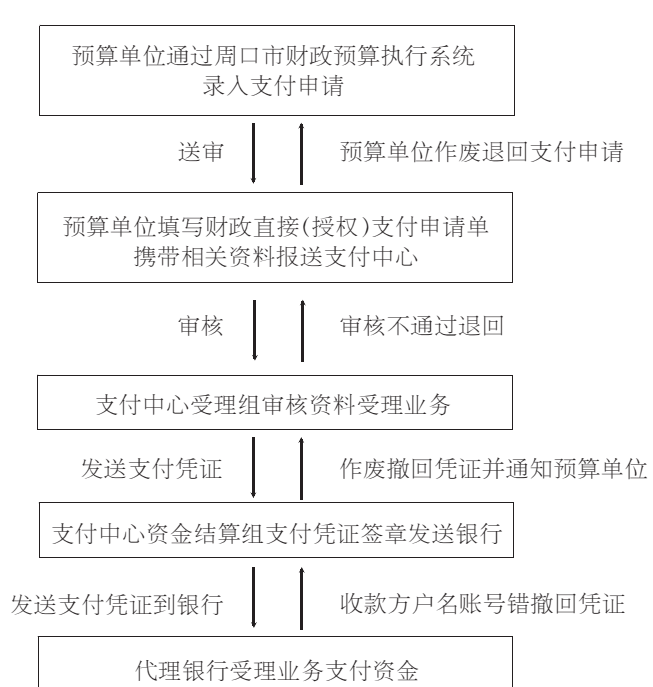 预算单位通过周口市财政预算执行系统
录入支付申请
送审
预算单位作废退回支付申请
预算单位填写财政直接(授权)支付申请单
携带相关资料报送支付中心
审核
审核不通过退回
支付中心受理组审核资料受理业务
发送支付凭证
作废撤回凭证并通知预算单位
支付中心资金结算组支付凭证签章发送银行
发送支付凭证到银行
收款方户名账号错撤回凭证
代理银行受理业务支付资金